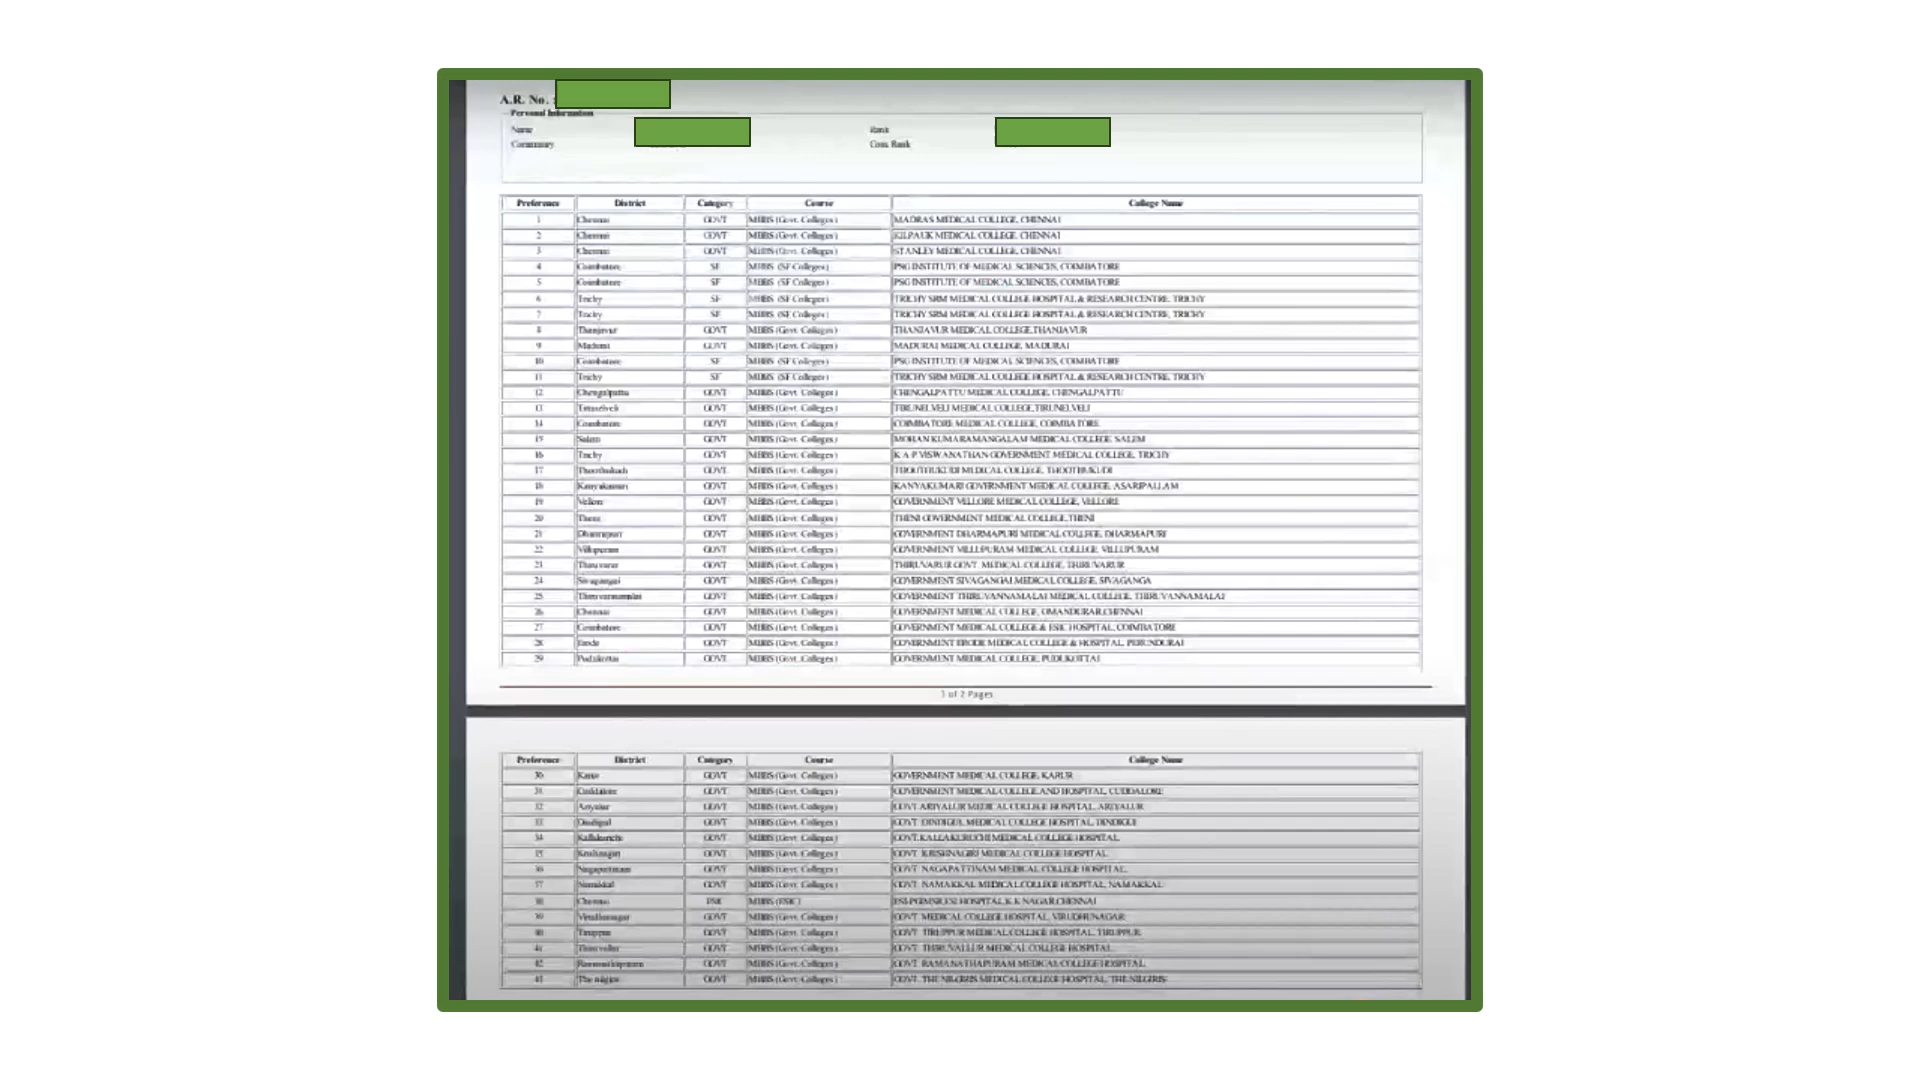 A.R. No. :
Personal Information
Name Rank
Community Com. Rank
Preference District Category Course College Name
1 Chennai GOVT MBBS (Govt. Colleges) MADRAS MEDICAL COLLEGE, CHENNAI
2 Chennai GOVT MBBS (Govt. Colleges) KILPAUK MEDICAL COLLEGE, CHENNAI
3 Chennai GOVT MBBS (Govt. Colleges) STANLEY MEDICAL COLLEGE, CHENNAI
4 Coimbatore SF MBBS (SF Colleges) PSG INSTITUTE OF MEDICAL SCIENCES, COIMBATORE
5 Coimbatore SF MBBS (SF Colleges) PSG INSTITUTE OF MEDICAL SCIENCES, COIMBATORE
6 Trichy SF MBBS (SF Colleges) TRICHY SRM MEDICAL COLLEGE HOSPITAL & RESEARCH CENTRE, TRICHY
7 Trichy SF MBBS (SF Colleges) TRICHY SRM MEDICAL COLLEGE HOSPITAL & RESEARCH CENTRE, TRICHY
8 Thanjavur GOVT MBBS (Govt. Colleges) THANJAVUR MEDICAL COLLEGE,THANJAVUR
9 Madurai GOVT MBBS (Govt. Colleges) MADURAI MEDICAL COLLEGE, MADURAI
10 Coimbatore SF MBBS (SF Colleges) PSG INSTITUTE OF MEDICAL SCIENCES, COIMBATORE
11 Trichy SF MBBS (SF Colleges) TRICHY SRM MEDICAL COLLEGE HOSPITAL & RESEARCH CENTRE, TRICHY
12 Chengalpattu GOVT MBBS (Govt. Colleges) CHENGALPATTU MEDICAL COLLEGE, CHENGALPATTU
13 Tirunelveli GOVT MBBS (Govt. Colleges) TIRUNELVELI MEDICAL COLLEGE,TIRUNELVELI
14 Coimbatore GOVT MBBS (Govt. Colleges) COIMBATORE MEDICAL COLLEGE, COIMBATORE
15 Salem GOVT MBBS (Govt. Colleges) MOHAN KUMARAMANGALAM MEDICAL COLLEGE, SALEM
16 Trichy GOVT MBBS (Govt. Colleges) K A P VISWANATHAN GOVERNMENT MEDICAL COLLEGE, TRICHY
17 Thoothukudi GOVT MBBS (Govt. Colleges) THOOTHUKUDI MEDICAL COLLEGE, THOOTHUKUDI
18 Kanyakumari GOVT MBBS (Govt. Colleges) KANYAKUMARI GOVERNMENT MEDICAL COLLEGE, ASARIPALLAM
19 Vellore GOVT MBBS (Govt. Colleges) GOVERNMENT VELLORE MEDICAL COLLEGE, VELLORE
20 Theni GOVT MBBS (Govt. Colleges) THENI GOVERNMENT MEDICAL COLLEGE,THENI
21 Dharmapuri GOVT MBBS (Govt. Colleges) GOVERNMENT DHARMAPURI MEDICAL COLLEGE, DHARMAPURI
22 Villupuram GOVT MBBS (Govt. Colleges) GOVERNMENT VILLUPURAM MEDICAL COLLEGE, VILLUPURAM
23 Thiruvarur GOVT MBBS (Govt. Colleges) THIRUVARUR GOVT. MEDICAL COLLEGE, THIRUVARUR
24 Sivagangai GOVT MBBS (Govt. Colleges) GOVERNMENT SIVAGANGAI MEDICAL COLLEGE, SIVAGANGA
25 Thiruvannamalai GOVT MBBS (Govt. Colleges) GOVERNMENT THIRUVANNAMALAI MEDICAL COLLEGE, THIRUVANNAMALAI
26 Chennai GOVT MBBS (Govt. Colleges) GOVERNMENT MEDICAL COLLEGE, OMANDURAR,CHENNAI
27 Coimbatore GOVT MBBS (Govt. Colleges) GOVERNMENT MEDICAL COLLEGE & ESIC HOSPITAL, COIMBATORE
28 Erode GOVT MBBS (Govt. Colleges) GOVERNMENT ERODE MEDICAL COLLEGE & HOSPITAL, PERUNDURAI
29 Pudukottai GOVT MBBS (Govt. Colleges) GOVERNMENT MEDICAL COLLEGE, PUDUKOTTAI
1 of 2 Pages
Preference District Category Course College Name
30 Karur GOVT MBBS (Govt. Colleges) GOVERNMENT MEDICAL COLLEGE, KARUR
31 Cuddalore GOVT MBBS (Govt. Colleges) GOVERNMENT MEDICAL COLLEGE AND HOSPITAL, CUDDALORE
32 Ariyalur GOVT MBBS (Govt. Colleges) GOVT.ARIYALUR MEDICAL COLLEGE HOSPITAL, ARIYALUR
33 Dindigul GOVT MBBS (Govt. Colleges) GOVT. DINDIGUL MEDICAL COLLEGE HOSPITAL, DINDIGUL
34 Kallakurichi GOVT MBBS (Govt. Colleges) GOVT.KALLAKURICHI MEDICAL COLLEGE HOSPITAL,
35 Krishnagiri GOVT MBBS (Govt. Colleges) GOVT. KRISHNAGIRI MEDICAL COLLEGE HOSPITAL,
36 Nagapattinam GOVT MBBS (Govt. Colleges) GOVT. NAGAPATTINAM MEDICAL COLLEGE HOSPITAL,
37 Namakkal GOVT MBBS (Govt. Colleges) GOVT. NAMAKKAL MEDICAL COLLEGE HOSPITAL, NAMAKKAL
38 Chennai ESIC MBBS (ESIC) ESI-PGIMSR,ESI HOSPITAL,K.K NAGAR,CHENNAI
39 Virudhunagar GOVT MBBS (Govt. Colleges) GOVT. MEDICAL COLLEGE HOSPITAL, VIRUDHUNAGAR
40 Tiruppur GOVT MBBS (Govt. Colleges) GOVT. TIRUPPUR MEDICAL COLLEGE HOSPITAL, TIRUPPUR
41 Thiruvallur GOVT MBBS (Govt. Colleges) GOVT. THIRUVALLUR MEDICAL COLLEGE HOSPITAL,
42 Ramanathapuram GOVT MBBS (Govt. Colleges) GOVT. RAMANATHAPURAM MEDICAL COLLEGE HOSPITAL,
43 The nilgiris GOVT MBBS (Govt. Colleges) GOVT. THE NILGIRIS MEDICAL COLLEGE HOSPITAL, THE NILGIRIS